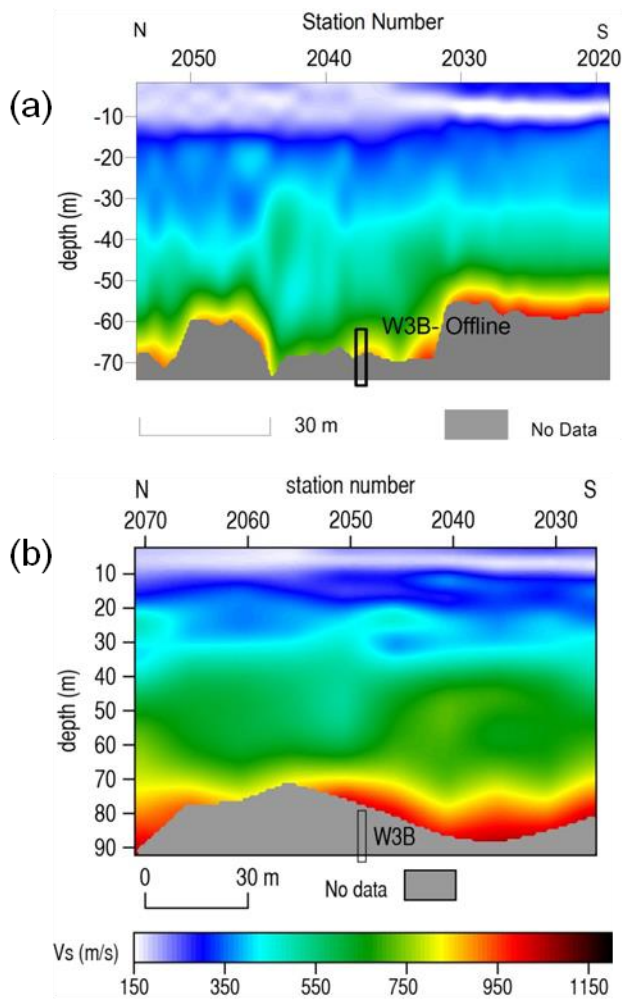 Station Number
N S
2050 2040 2030 2020
(a)
-10
-20
-30
-40
-50
-60
-70
depth (m)
W3B- Offline
30 m
No Data
station number
N S
2070 2060 2050 2040 2030
(b)
10
20
30
40
50
60
70
80
90
depth (m)
W3B
0 30 m
No data
Vs (m/s)
150 350 550 750 950 1150